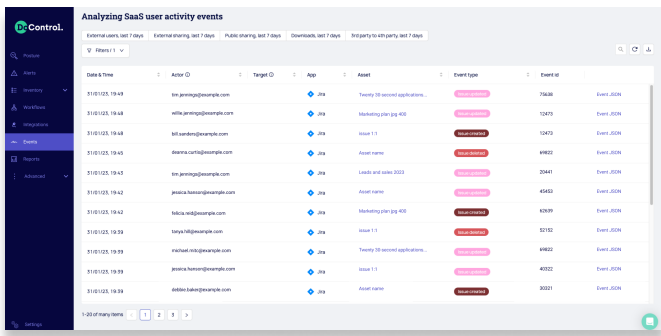 DoControl.
Posture
Alerts
Inventory
Workflows
Integrations
Events
Reports
Advanced
Settings
Analyzing SaaS user activity events
External users, last 7 days External sharing, last 7 days Public sharing, last 7 days Downloads, last 7 days 3rd party to 4th party, last 7 days
Filters / 1
Date & Time Actor Target App Asset Event type Event id
31/01/23, 19:49 tim.jennings@example.com Jira Twenty 30-second applications... Issue updated 75608 Event JSON
31/01/23, 19:48 willie.jennings@example.com Jira Marketing plan jpg 400 Issue updated 12473 Event JSON
31/01/23, 19:48 bill.sanders@example.com Jira Issue 1:1 Issue created 12473 Event JSON
31/01/23, 19:45 deanna.curtis@example.com Jira Asset name Issue deleted 69822 Event JSON
31/01/23, 19:43 tim.jennings@example.com Jira Leads and sales 2023 Issue updated 20441 Event JSON
31/01/23, 19:42 jessica.hanson@example.com Jira Asset name Issue updated 45453 Event JSON
31/01/23, 19:42 felicia.reid@example.com Jira Marketing plan jpg 400 Issue created 62639 Event JSON
31/01/23, 19:39 tanya.hill@example.com Jira Issue 1:1 Issue deleted 52152 Event JSON
31/01/23, 19:39 michael.mitc@example.com Jira Twenty 30-second applications... Issue updated 69822 Event JSON
31/01/23, 19:39 jessica.hanson@example.com Jira Issue 1:1 Issue updated 40322 Event JSON
31/01/23, 19:39 debbie.baker@example.com Jira Asset name Issue created 30321 Event JSON
1-20 of many items 1 2 3